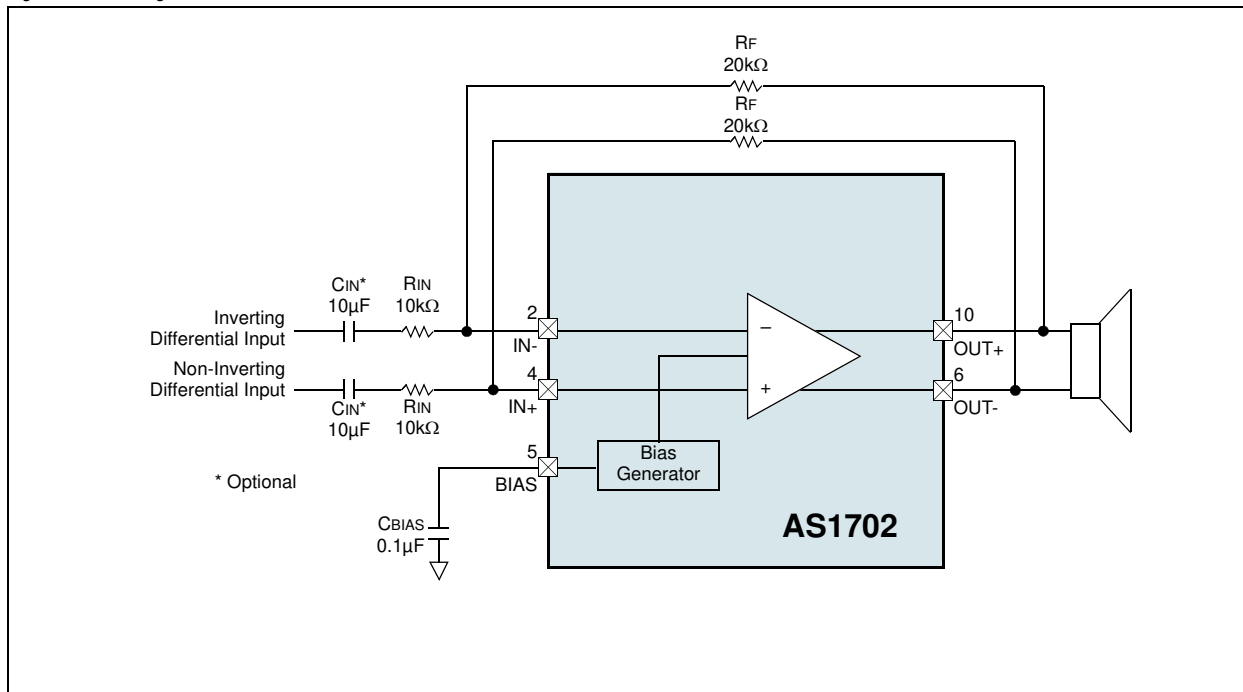 RF
20kΩ
RF
20kΩ
CIN*
10µF
RIN
10kΩ
Inverting
Differential Input
2
IN-
10
OUT+
Non-Inverting
Differential Input
CIN*
10µF
RIN
10kΩ
4
IN+
6
OUT-
–
+
5
BIAS
Bias
Generator
* Optional
CBIAS
0.1µF
AS1702